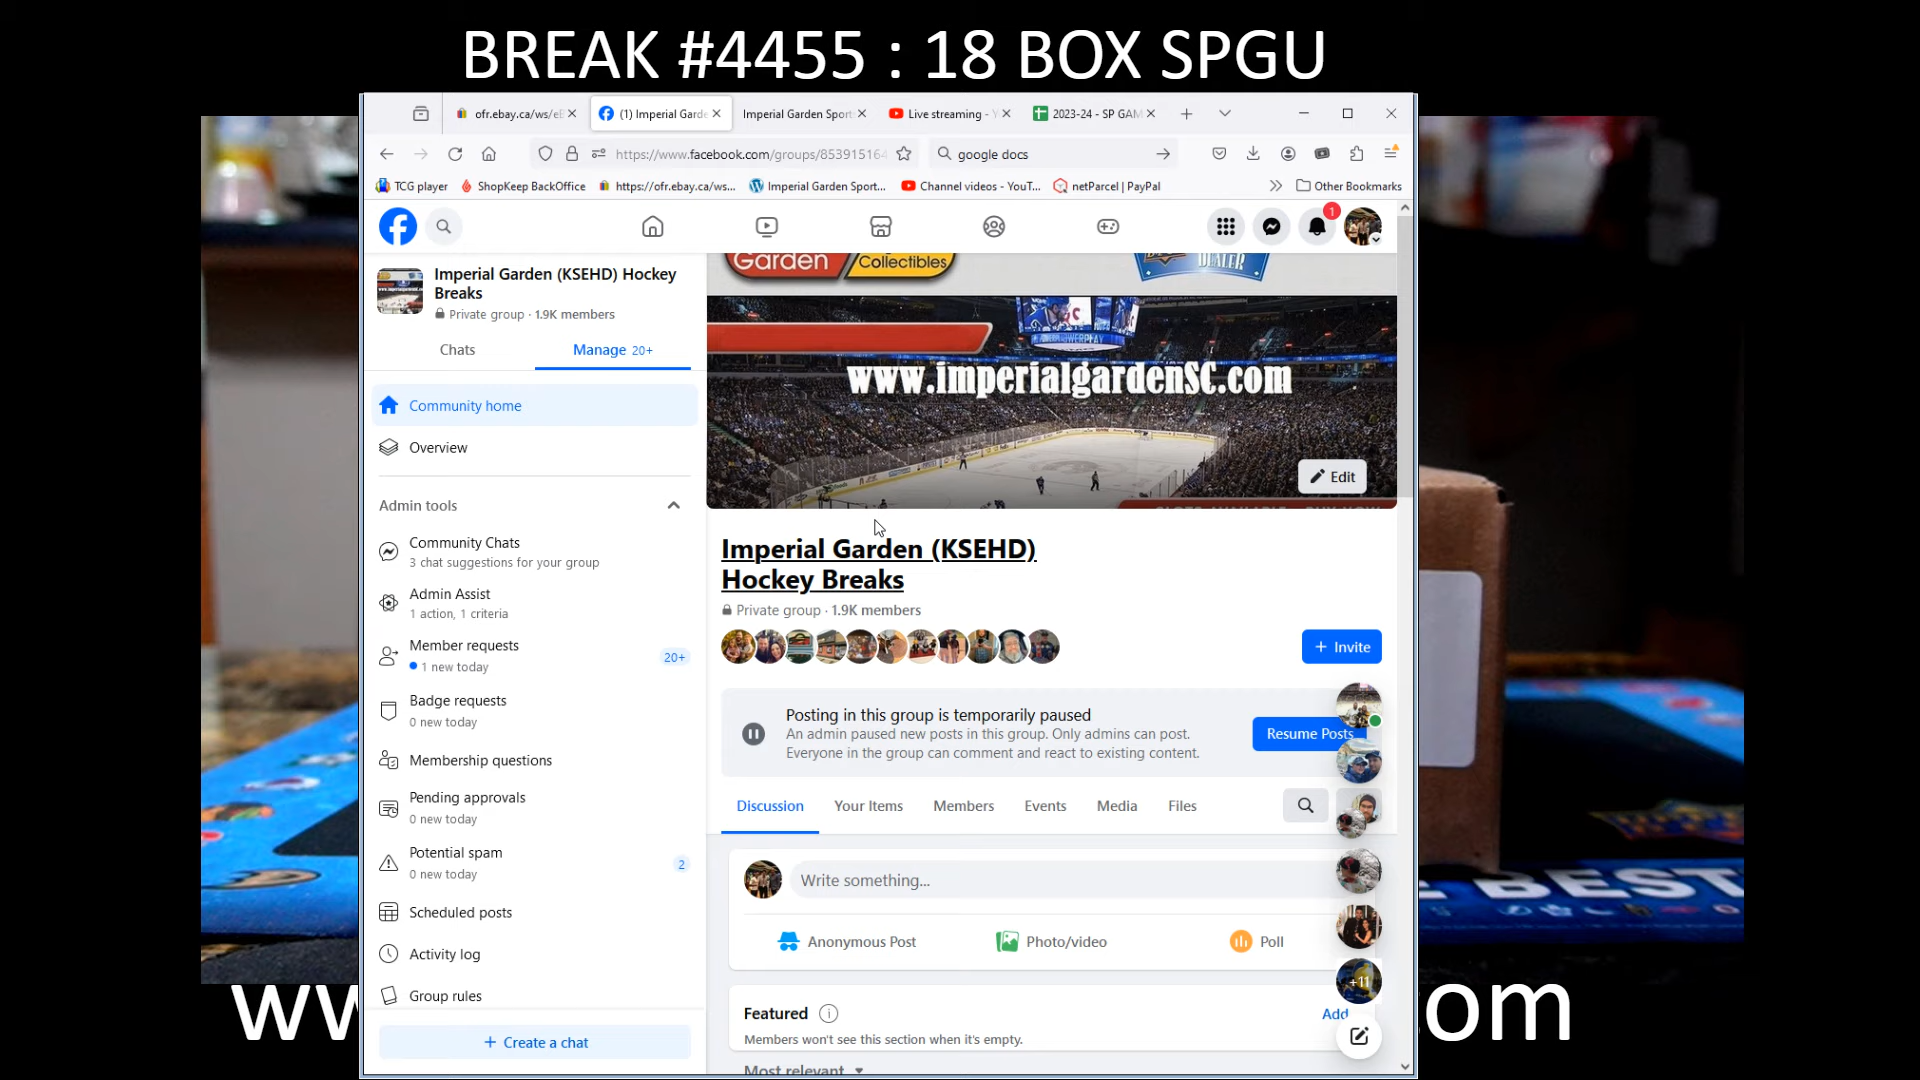 BREAK #4455 : 18 BOX SPGU
ofr.ebay.ca/ws/eB
(1) Imperial Garde
Imperial Garden Sport
Live streaming - Y
2023-24 - SP GAM
https://www.facebook.com/groups/853915164
google docs
TCG player
ShopKeep BackOffice
https://ofr.ebay.ca/ws...
Imperial Garden Sport...
Channel videos - YouT...
netParcel | PayPal
Other Bookmarks
1
Imperial Garden (KSEHD) Hockey
Breaks
Private group · 1.9K members
Chats
Manage 20+
Community home
Overview
Admin tools
Community Chats
3 chat suggestions for your group
Admin Assist
1 action, 1 criteria
Member requests
1 new today
20+
Badge requests
0 new today
Membership questions
Pending approvals
0 new today
Potential spam
0 new today
2
Scheduled posts
Activity log
Group rules
+ Create a chat
Garden
Collectibles
DEALER
POWERPLAY
www.imperialgardenSC.com
Edit
Imperial Garden (KSEHD)
Hockey Breaks
Private group · 1.9K members
+ Invite
Posting in this group is temporarily paused
An admin paused new posts in this group. Only admins can post.
Everyone in the group can comment and react to existing content.
Resume Posts
Discussion
Your Items
Members
Events
Media
Files
Write something...
Anonymous Post
Photo/video
Poll
+11
Featured
Add
Members won't see this section when it's empty.
Most relevant
BEST
ww
om